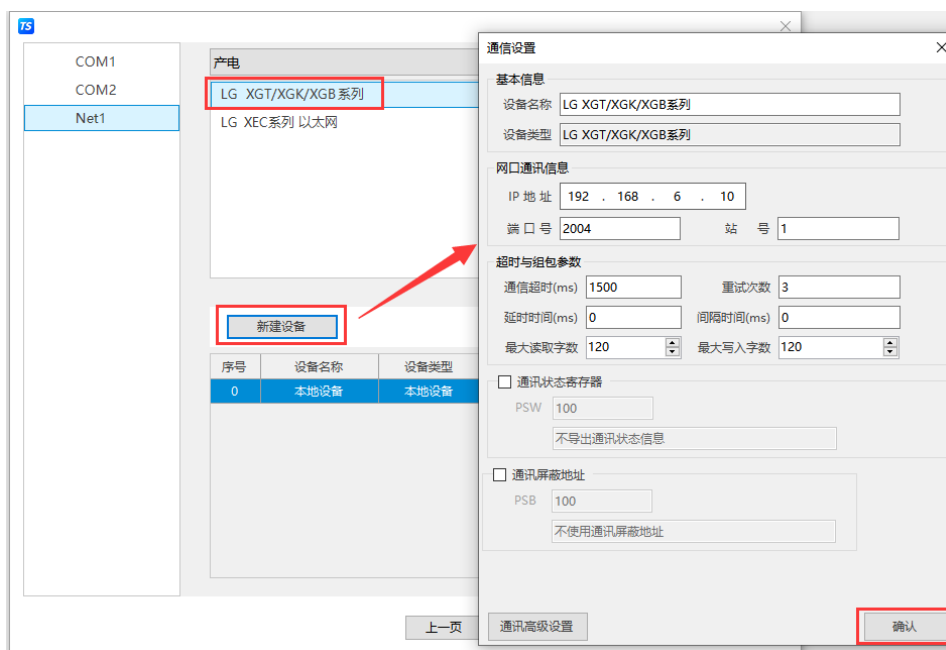 TS
COM1
COM2
Net1
产电
LG XGT/XGK/XGB系列
LG XEC系列 以太网
新建设备
序号 设备名称 设备类型
0 本地设备 本地设备
上一页
通信设置
基本信息
设备名称 LG XGT/XGK/XGB系列
设备类型 LG XGT/XGK/XGB系列
网口通讯信息
IP 地 址 192 . 168 . 6 . 10
端 口 号 2004 站 号 1
超时与组包参数
通信超时(ms) 1500 重试次数 3
延时时间(ms) 0 间隔时间(ms) 0
最大读取字数 120 最大写入字数 120
通讯状态寄存器
PSW 100
不导出通讯状态信息
通讯屏蔽地址
PSB 100
不使用通讯屏蔽地址
通讯高级设置 确认